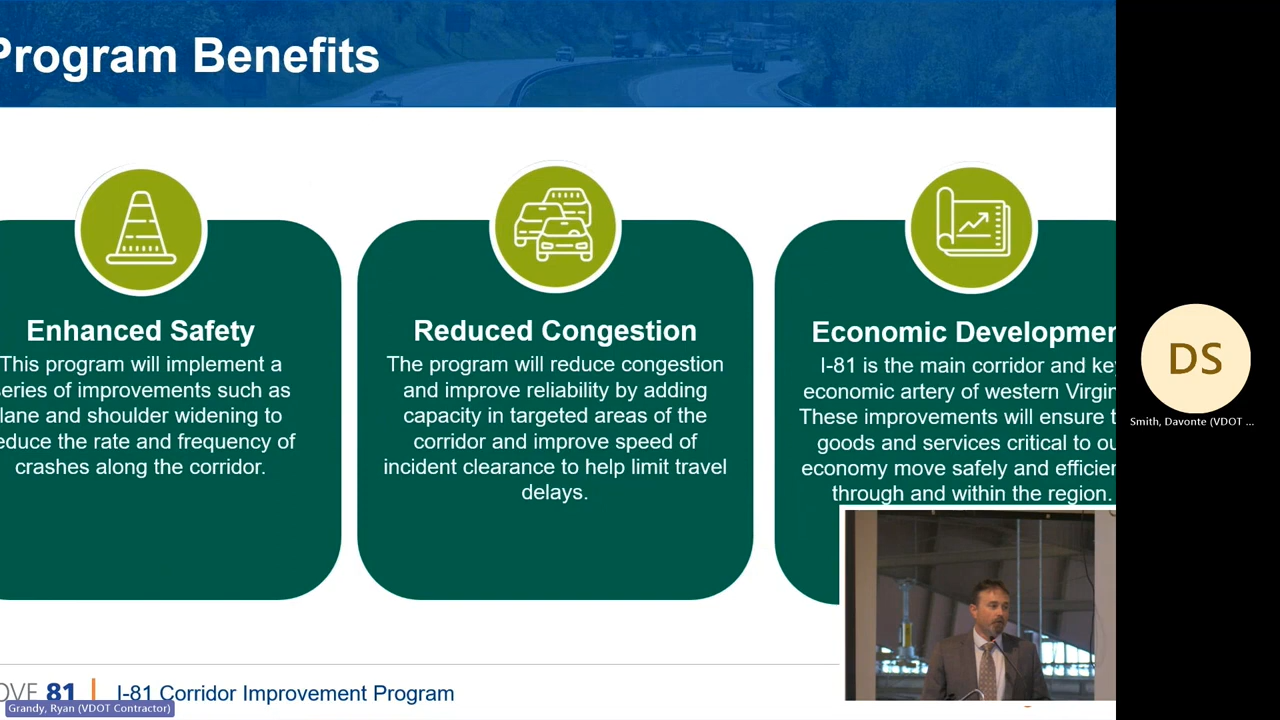 Program Benefits
Enhanced Safety
This program will implement a
series of improvements such as
lane and shoulder widening to
reduce the rate and frequency of
crashes along the corridor.
Reduced Congestion
The program will reduce congestion
and improve reliability by adding
capacity in targeted areas of the
corridor and improve speed of
incident clearance to help limit travel
delays.
Economic Developmen
I-81 is the main corridor and key
economic artery of western Virgin
These improvements will ensure t
goods and services critical to ou
economy move safely and efficien
through and within the region.
OVE 81 | I-81 Corridor Improvement Program
Grandy, Ryan (VDOT Contractor)
DS
Smith, Davonte (VDOT ...